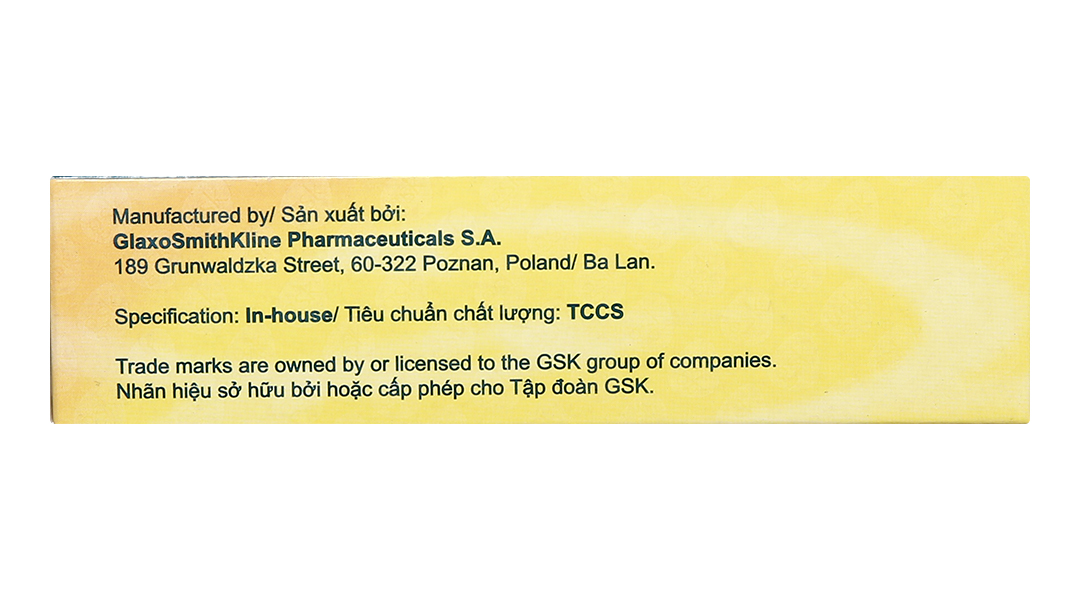 Manufactured by/ Sản xuất bởi:
GlaxoSmithKline Pharmaceuticals S.A.
189 Grunwaldzka Street, 60-322 Poznan, Poland/ Ba Lan.
Specification: In-house/ Tiêu chuẩn chất lượng: TCCS
Trade marks are owned by or licensed to the GSK group of companies.
Nhãn hiệu sở hữu bởi hoặc cấp phép cho Tập đoàn GSK.